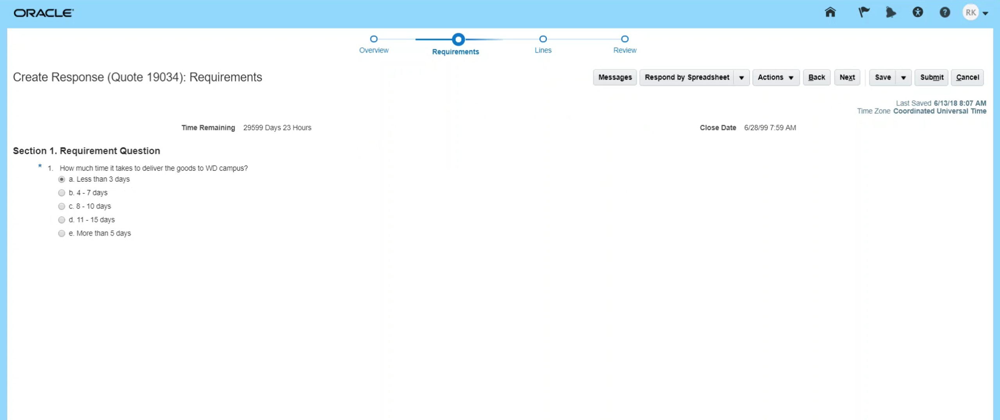 ORACLE
RK
Overview
Requirements
Lines
Review
Create Response (Quote 19034): Requirements
Messages
Respond by Spreadsheet
Actions
Back
Next
Save
Submit
Cancel
Last Saved 6/13/18 8:07 AM
Time Zone Coordinated Universal Time
Time Remaining 29599 Days 23 Hours
Close Date 6/28/99 7:59 AM
Section 1. Requirement Question
* 1. How much time it takes to deliver the goods to WD campus?
a. Less than 3 days
b. 4 - 7 days
c. 8 - 10 days
d. 11 - 15 days
e. More than 5 days